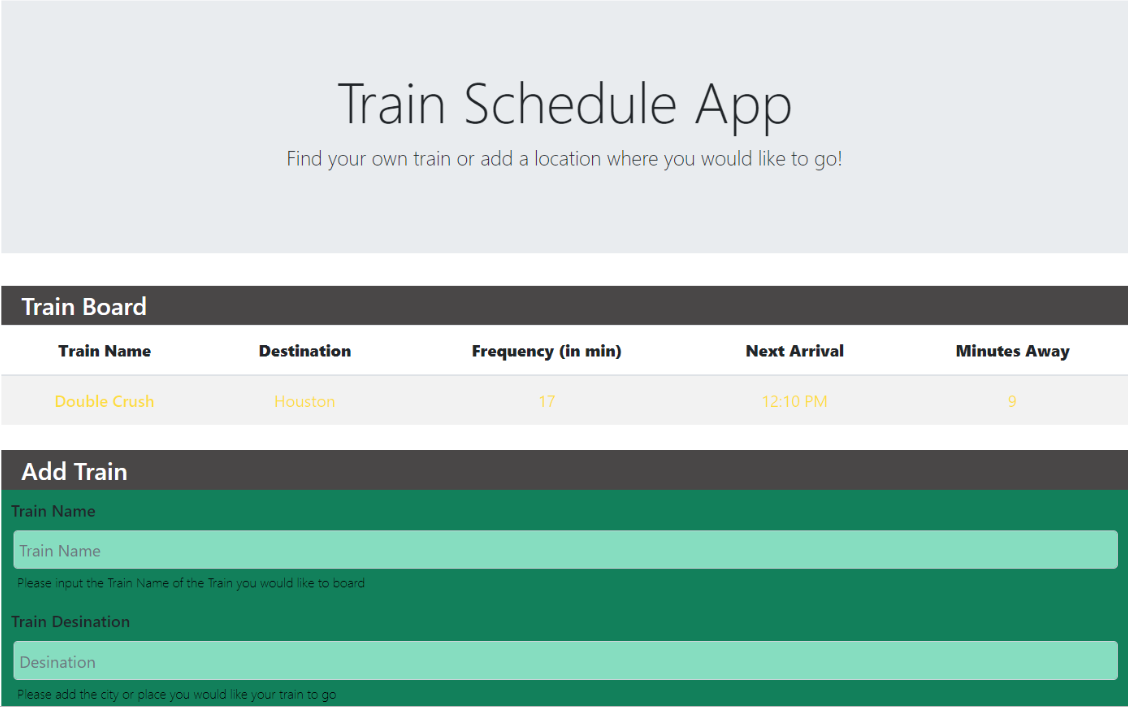 Train Schedule App
Find your own train or add a location where you would like to go!
Train Board
Train Name Destination Frequency (in min) Next Arrival Minutes Away
Double Crush Houston 17 12:10 PM 9
Add Train
Train Name
Train Name
Please input the Train Name of the Train you would like to board
Train Desination
Desination
Please add the city or place you would like your train to go